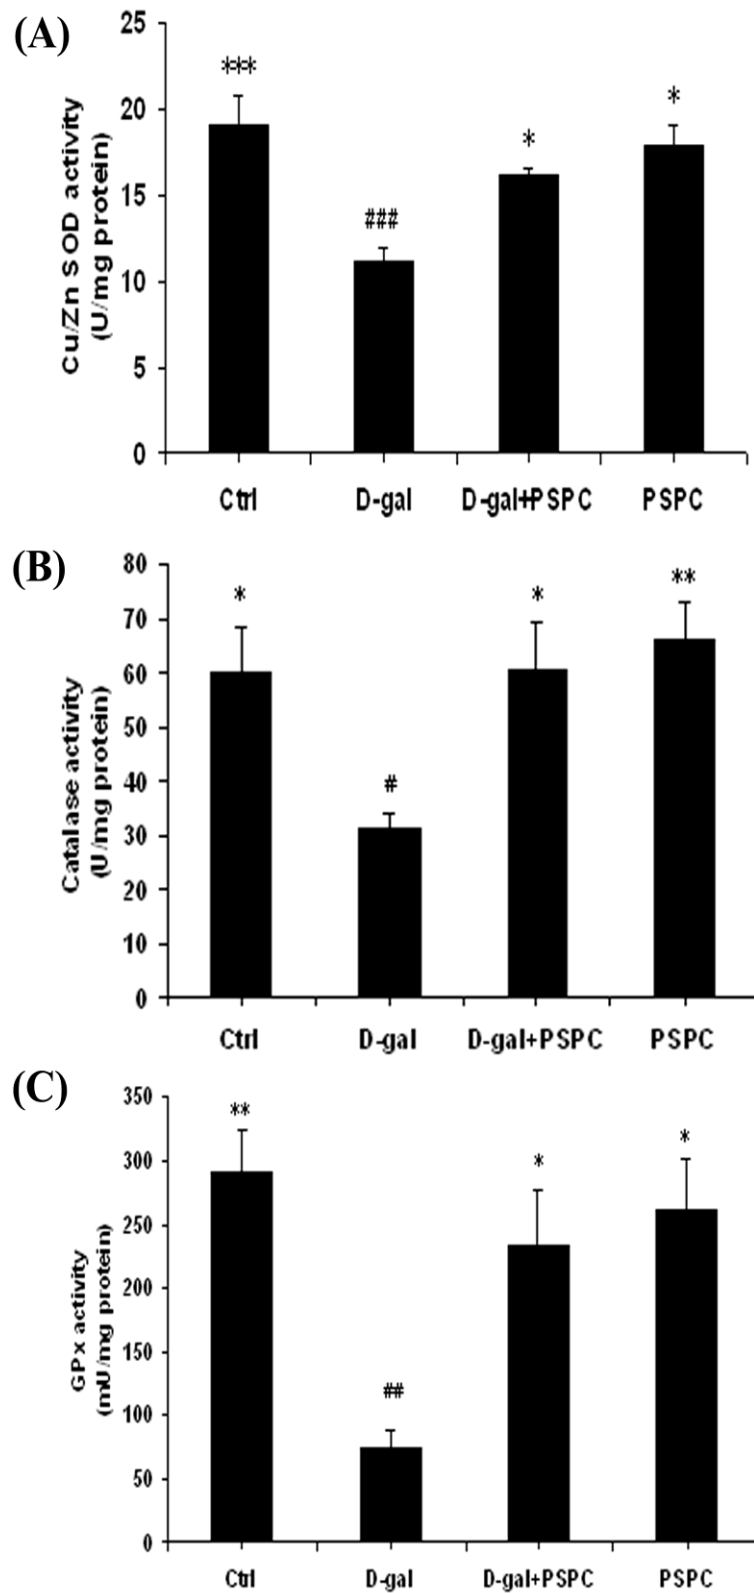 (A)
Cu/Zn SOD activity
(U/mg protein)
25
20
15
10
5
0
***
###
*
*
Ctrl D-gal D-gal+PSPC PSPC
(B)
Catalase activity
(U/mg protein)
80
70
60
50
40
30
20
10
0
*
#
*
**
Ctrl D-gal D-gal+PSPC PSPC
(C)
GPx activity
(mU/mg protein)
350
300
250
200
150
100
50
0
**
##
*
*
Ctrl D-gal D-gal+PSPC PSPC